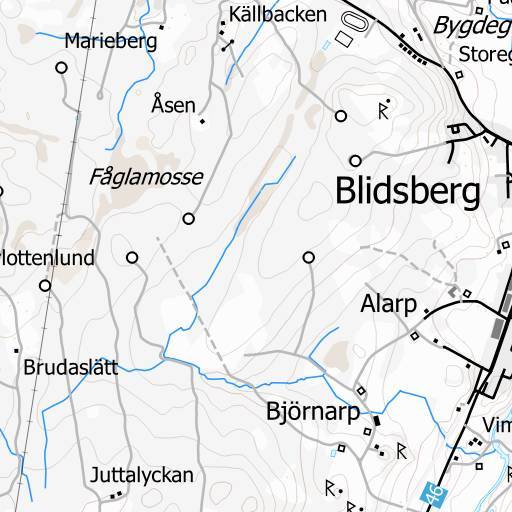 Källbacken
Bygdeg
Marieberg
Storeg
Åsen
Fåglamosse
Blidsberg
lottenlund
Alarp
Brudaslätt
Björnarp
Vim
Juttalyckan
46